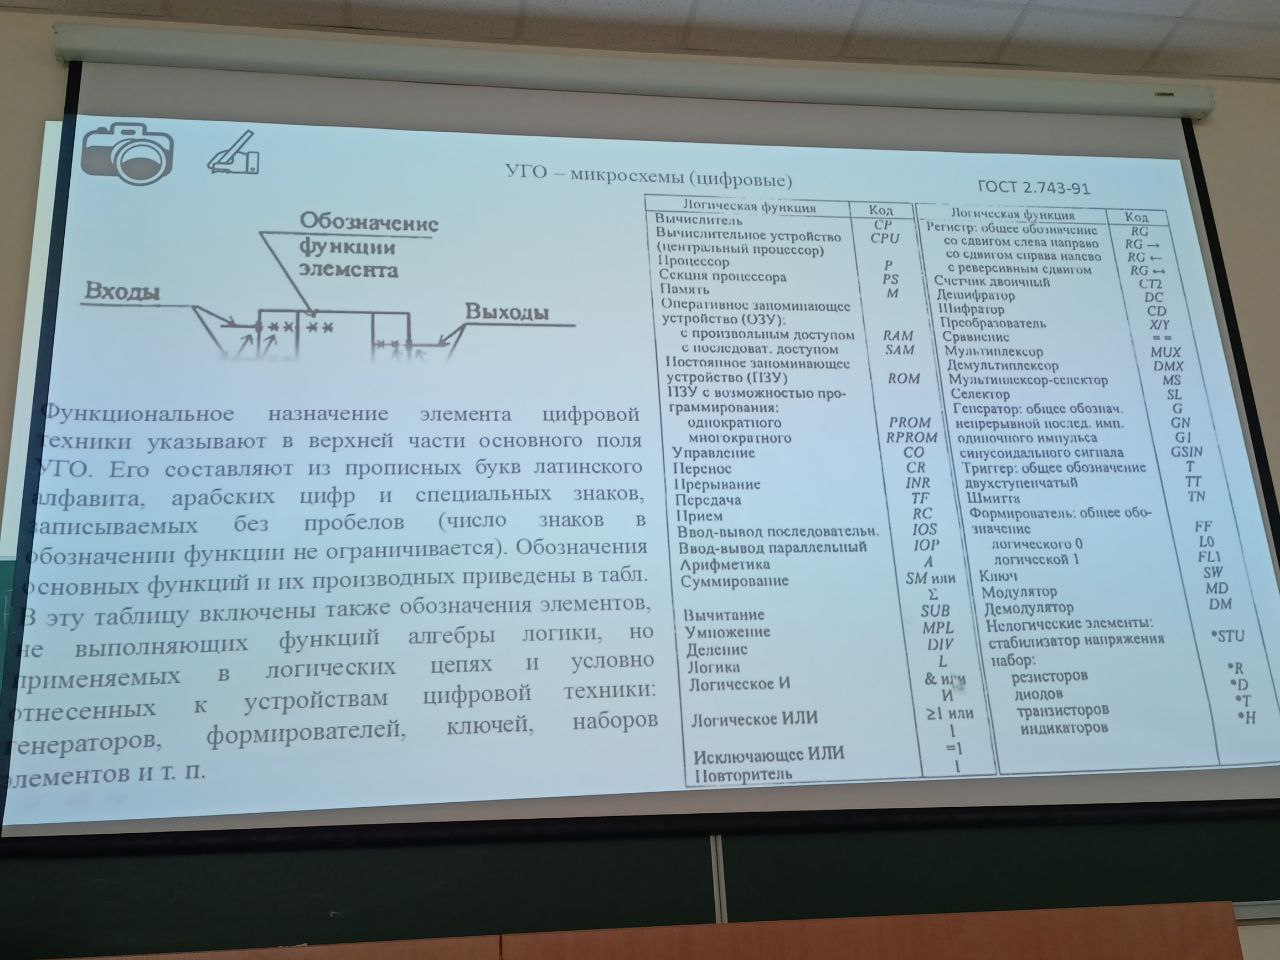 УГО – микросхемы (цифровые)
ГОСТ 2.743-91
Обозначение
функции
элемента
Входы
Выходы
Функциональное назначение элемента цифровой
техники указывают в верхней части основного поля
УГО. Его составляют из прописных букв латинского
алфавита, арабских цифр и специальных знаков,
записываемых без пробелов (число знаков в
обозначении функции не ограничивается). Обозначения
основных функций и их производных приведены в табл.
В эту таблицу включены также обозначения элементов,
не выполняющих функций алгебры логики, но
применяемых в логических цепях и условно
отнесенных к устройствам цифровой техники:
генераторов, формирователей, ключей, наборов
элементов и т. п.
Логическая функция Код
Вычислитель CP
Вычислительное устройство CPU
(центральный процессор)
Процессор P
Секция процессора PS
Память M
Оперативное запоминающее
устройство (ОЗУ):
с произвольным доступом RAM
с последоват. доступом SAM
Постоянное запоминающее
устройство (ПЗУ) ROM
ПЗУ с возможностью про-
граммирования:
однократного PROM
многократного RPROM
Управление CO
Перенос CR
Прерывание INR
Передача TF
Прием RC
Ввод-вывод последовательн. IOS
Ввод-вывод параллельный IOP
Арифметика A
Суммирование SM или
Σ
Вычитание SUB
Умножение MPL
Деление DIV
Логика L
Логическое И & или
И
Логическое ИЛИ ≥1 или
1
Исключающее ИЛИ =1
Повторитель 1
Логическая функция Код
Регистр: общее обозначение RG
со сдвигом слева направо RG →
со сдвигом справа налево RG ←
с реверсивным сдвигом RG ↔
Счетчик двоичный CT2
Дешифратор DC
Шифратор CD
Преобразователь X/Y
Сравнение = =
Мультиплексор MUX
Демультиплексор DMX
Мультиплексор-селектор MS
Селектор SL
Генератор: общее обознач. G
непрерывной послед. имп. GN
одиночного импульса G1
синусоидального сигнала GSIN
Триггер: общее обозначение T
двухступенчатый TT
Шмитта TN
Формирователь: общее обо-
значение FF
логического 0 L0
логической 1 FL1
Ключ SW
Модулятор MD
Демодулятор DM
Нелогические элементы:
стабилизатор напряжения *STU
набор:
резисторов *R
диодов *D
транзисторов *T
индикаторов *H